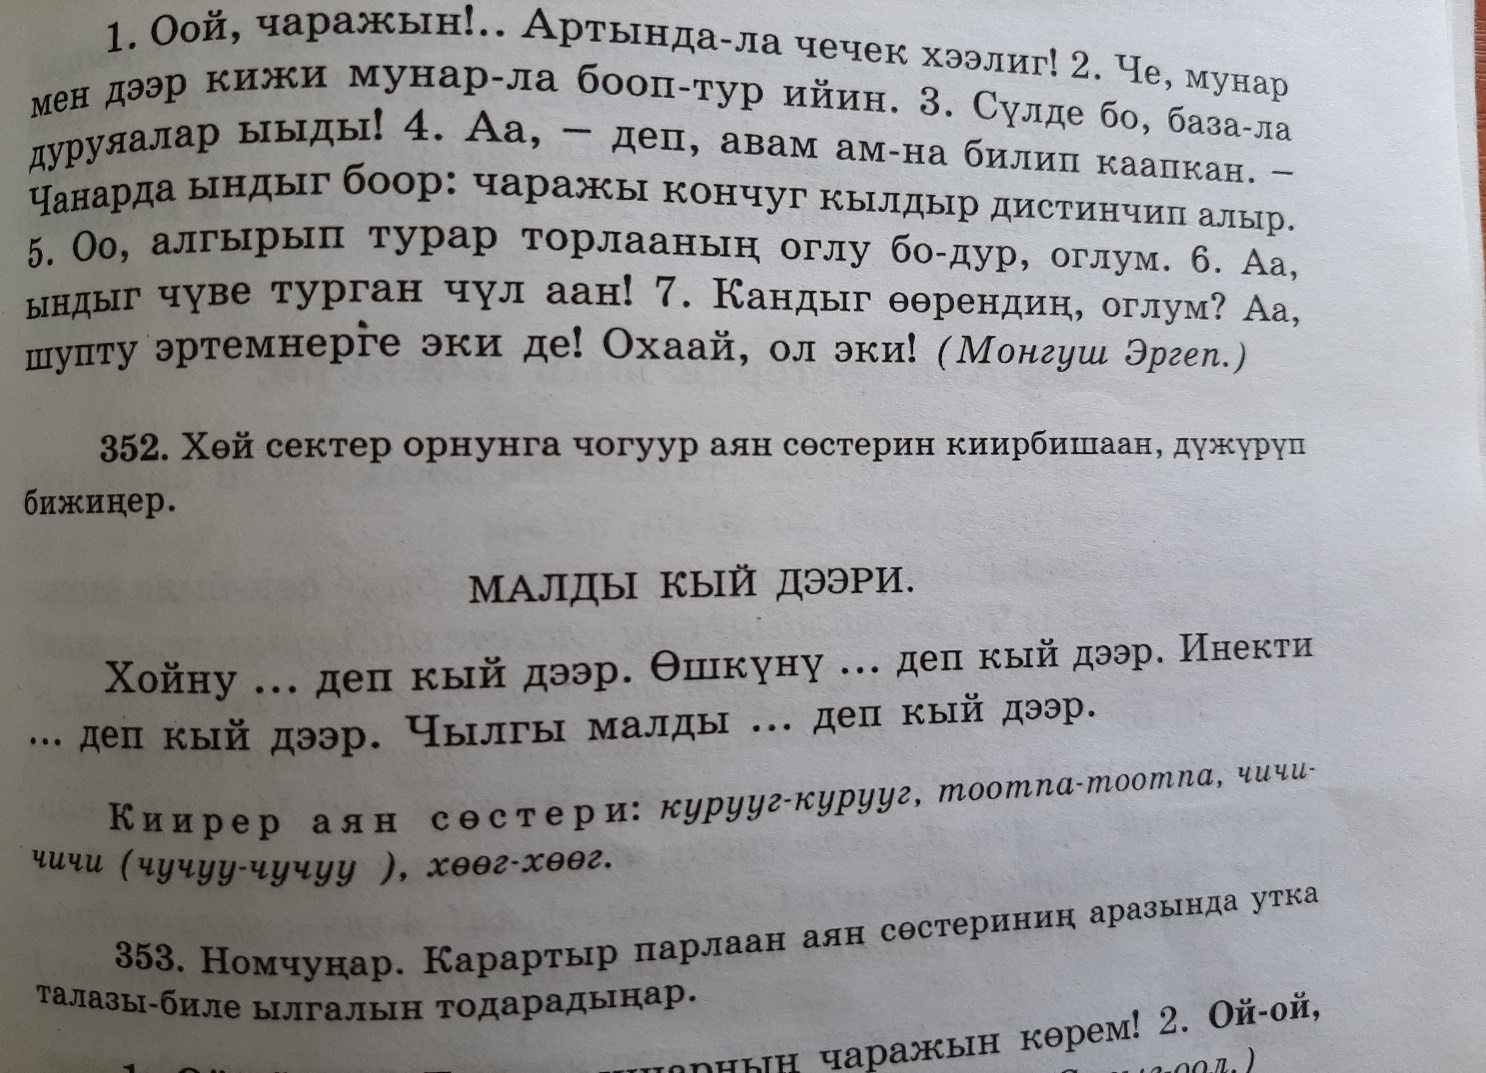 1. Оой, чаражын!.. Артында-ла чечек хээлиг! 2. Че, мунар
мен дээр кижи мунар-ла бооп-тур ийин. 3. Сүлде бо, база-ла
дуруяалар ыыды! 4. Аа, – деп, авам ам-на билип каапкан. –
Чанарда ындыг боор: чаражы кончуг кылдыр дистинчип алыр.
5. Оо, алгырып турар торлааның оглу бо-дур, оглум. 6. Аа,
ындыг чүве турган чүл аан! 7. Кандыг өөрендиң, оглум? Аа,
шупту эртемнерге эки де! Охаай, ол эки! (Монгуш Эргеп.)
352. Хөй сектер орнунга чогуур аян сөстерин киирбишаан, дүжүрүп
бижиңер.
МАЛДЫ КЫЙ ДЭЭРИ.
Хойну ... деп кый дээр. Өшкүнү ... деп кый дээр. Инекти
... деп кый дээр. Чылгы малды ... деп кый дээр.
Киирер аян сөстери: курууг-курууг, тоотпа-тоотпа, чичи-
чичи (чучуу-чучуу ), хөөг-хөөг.
353. Номчуңар. Карартыр парлаан аян сөстериниң аразында утка
талазы-биле ылгалын тодарадыңар.
чаражын көрем! 2. Ой-ой,